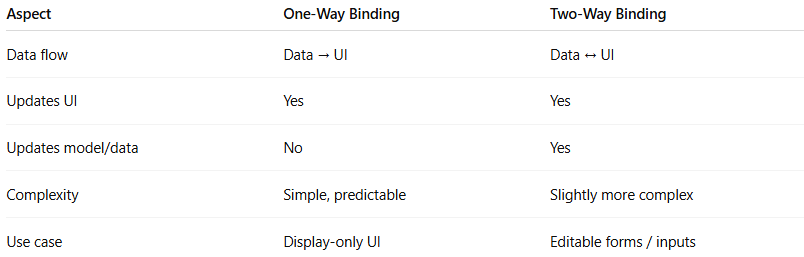 Aspect One-Way Binding Two-Way Binding
Data flow Data → UI Data ↔ UI
Updates UI Yes Yes
Updates model/data No Yes
Complexity Simple, predictable Slightly more complex
Use case Display-only UI Editable forms / inputs